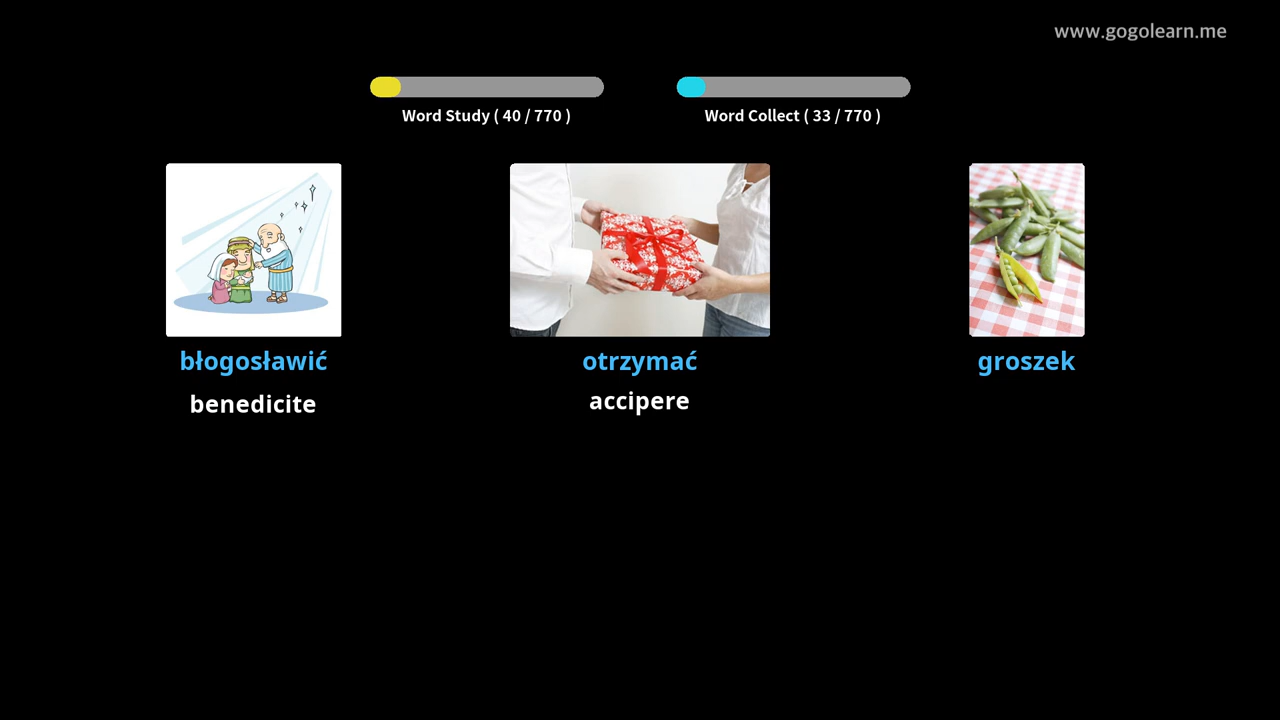 www.gogolearn.me
Word Study ( 40 / 770 )
Word Collect ( 33 / 770 )
błogosławić
otrzymać
groszek
benedicite
accipere